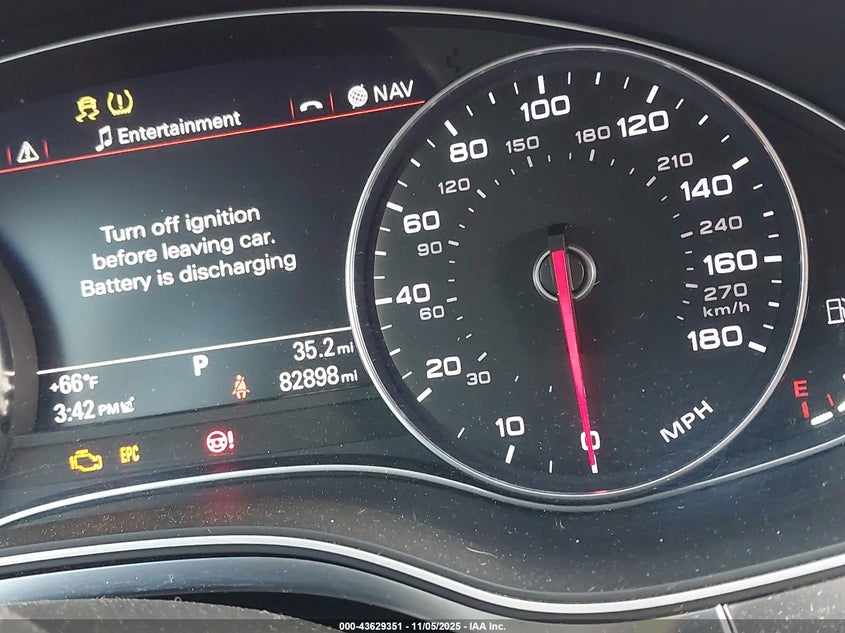 NAV
Entertainment
Turn off ignition
before leaving car.
Battery is discharging
+66°F
P
35.2 mi
3:42 PM
82898 mi
EPC
0
10
20
40
60
80
100
120
140
160
180
30
60
90
120
150
180
210
240
270
km/h
MPH
E
000-43629351 - 11/05/2025 - IAA Inc.